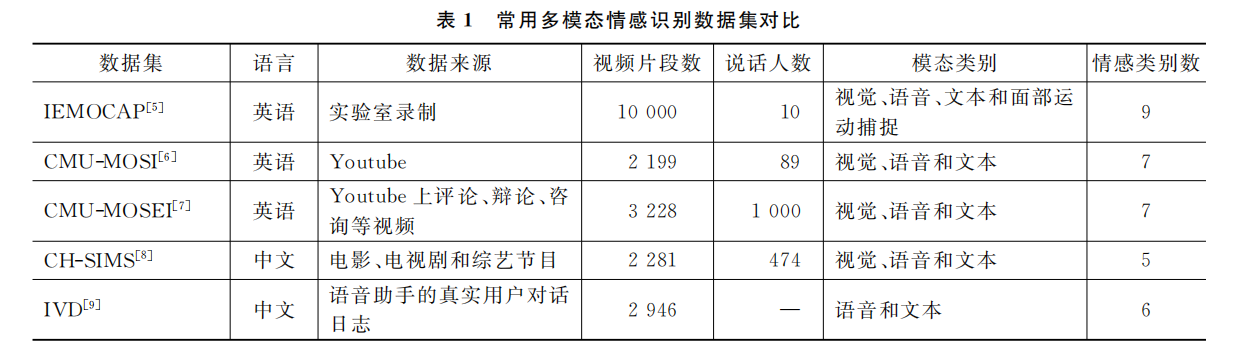 表 1 常用多模态情感识别数据集对比
数据集 语言 数据来源 视频片段数 说话人数 模态类别 情感类别数
IEMOCAP[5] 英语 实验室录制 10 000 10 视觉、语音、文本和面部运
动捕捉 9
CMU-MOSI[6] 英语 Youtube 2 199 89 视觉、语音和文本 7
CMU-MOSEI[7] 英语 Youtube 上评论、辩论、咨
询等视频 3 228 1 000 视觉、语音和文本 7
CH-SIMS[8] 中文 电影、电视剧和综艺节目 2 281 474 视觉、语音和文本 5
IVD[9] 中文 语音助手的真实用户对话
日志 2 946 — 语音和文本 6